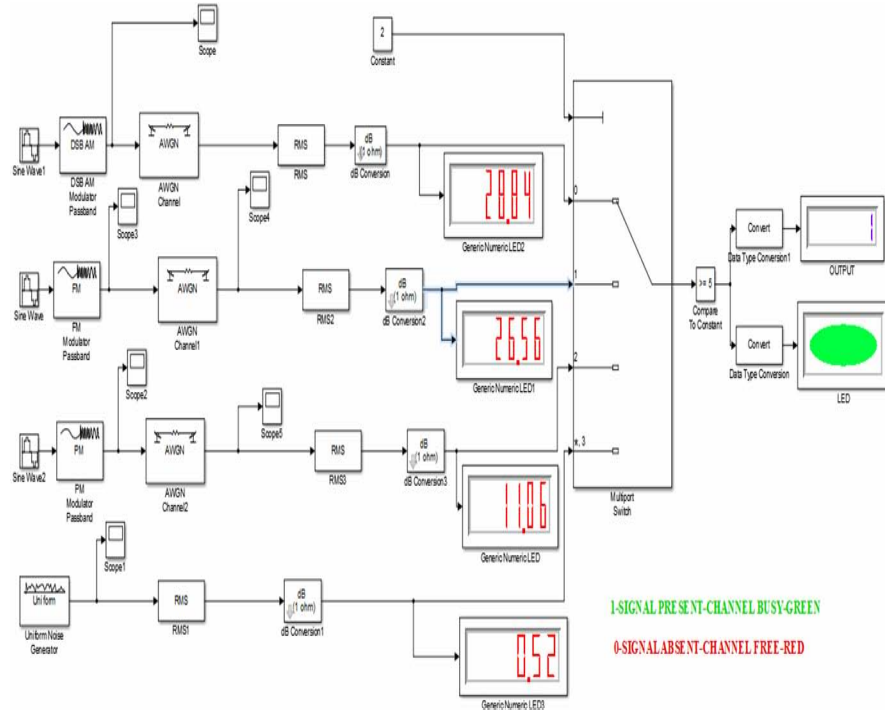 Scope
2
Constant
Sine Wave1
DSB AM
DSB AM
Modulator
Passband
AWGN
AWGN
Channel
RMS
RMS
dB
(1 ohm)
dB Conversion
28.84
Generic Numeric LED2
0
Scope3
Scope4
Sine Wave
FM
FM
Modulator
Passband
AWGN
AWGN
Channel1
RMS
RMS2
dB
(1 ohm)
dB Conversion2
26.56
Generic Numeric LED1
1
>= 5
Compare
To Constant
Convert
Data Type Conversion1
1
OUTPUT
Convert
Data Type Conversion
LED
Scope2
Scope5
Sine Wave2
PM
PM
Modulator
Passband
AWGN
AWGN
Channel2
RMS
RMS3
dB
(1 ohm)
dB Conversion3
11.06
Generic Numeric LED
2
*, 3
Multiport
Switch
Scope1
Uniform
Uniform Noise
Generator
RMS
RMS1
dB
(1 ohm)
dB Conversion1
0.52
Generic Numeric LED3
1-SIGNAL PRESENT-CHANNEL BUSY-GREEN
0-SIGNAL ABSENT-CHANNEL FREE-RED